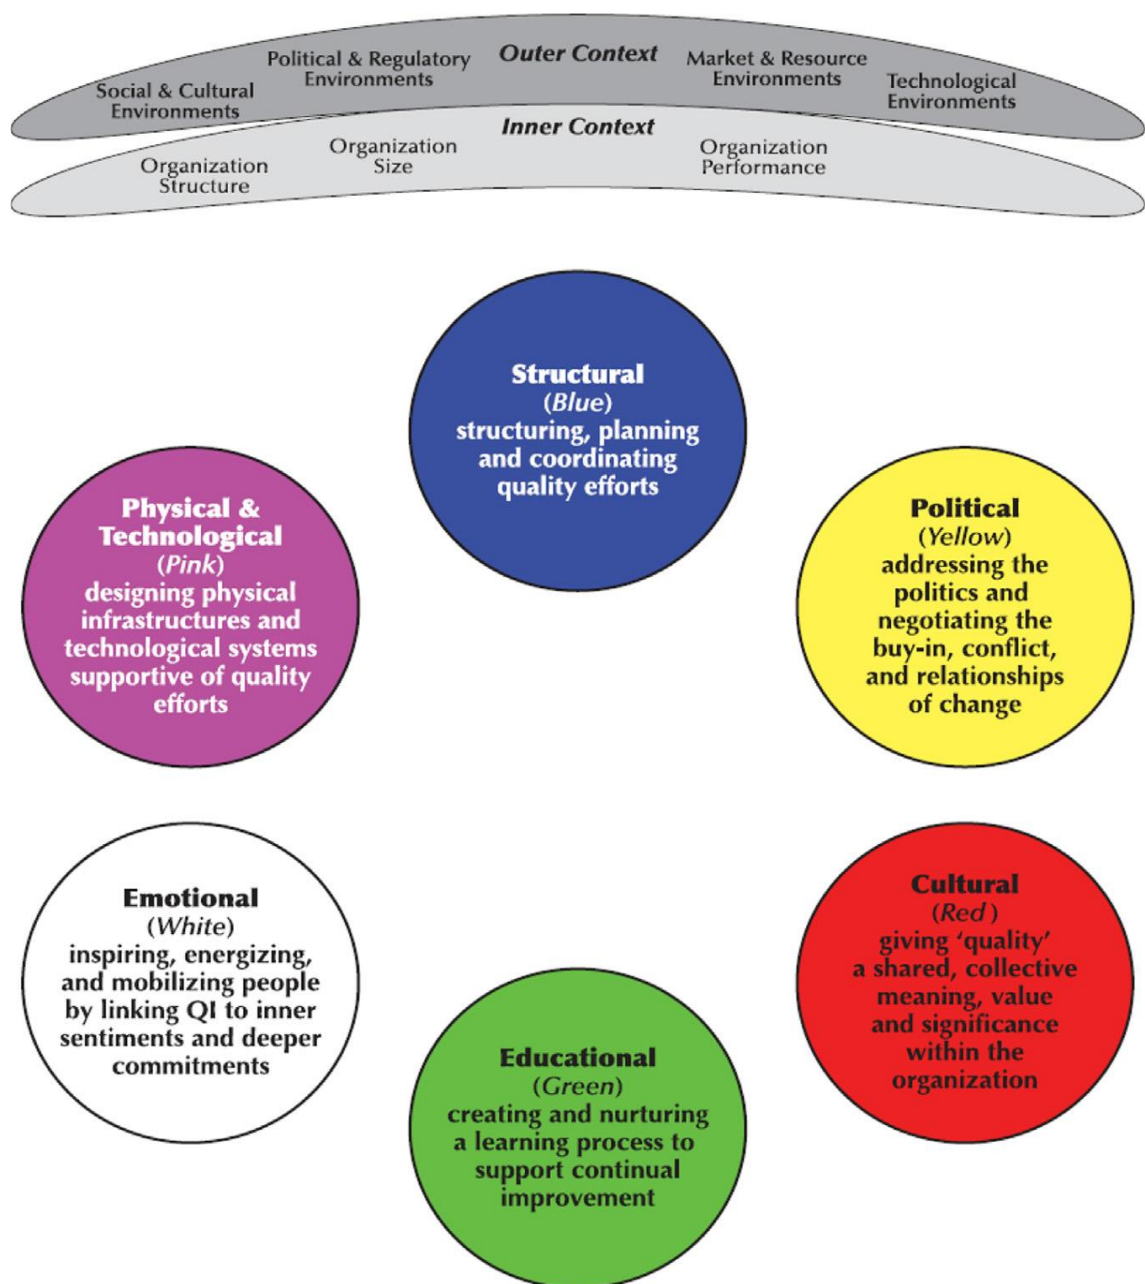 Outer Context
Social & Cultural
Environments
Political & Regulatory
Environments
Market & Resource
Environments
Technological
Environments
Inner Context
Organization
Structure
Organization
Size
Organization
Performance
Structural
(Blue)
structuring, planning
and coordinating
quality efforts
Physical &
Technological
(Pink)
designing physical
infrastructures and
technological systems
supportive of quality
efforts
Political
(Yellow)
addressing the
politics and
negotiating the
buy-in, conflict,
and relationships
of change
Emotional
(White)
inspiring, energizing,
and mobilizing people
by linking QI to inner
sentiments and deeper
commitments
Cultural
(Red )
giving ‘quality’
a shared, collective
meaning, value
and significance
within the
organization
Educational
(Green)
creating and nurturing
a learning process to
support continual
improvement